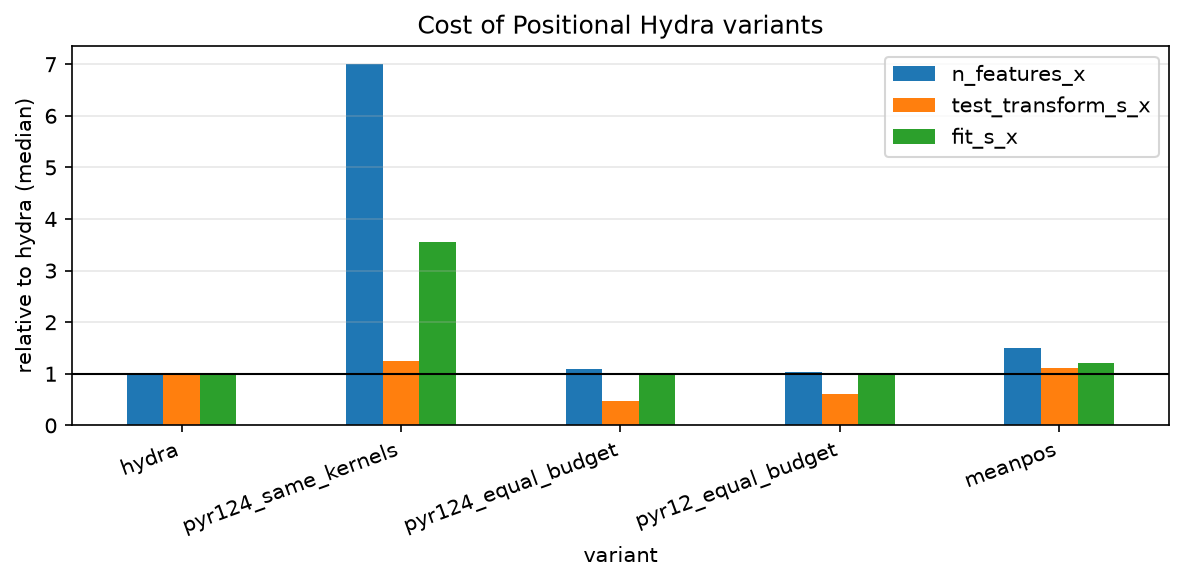 Cost of Positional Hydra variants
n_features_x
test_transform_s_x
fit_s_x
relative to hydra (median)
7
6
5
4
3
2
1
0
hydra
pyr124_same_kernels
pyr124_equal_budget
pyr12_equal_budget
meanpos
variant